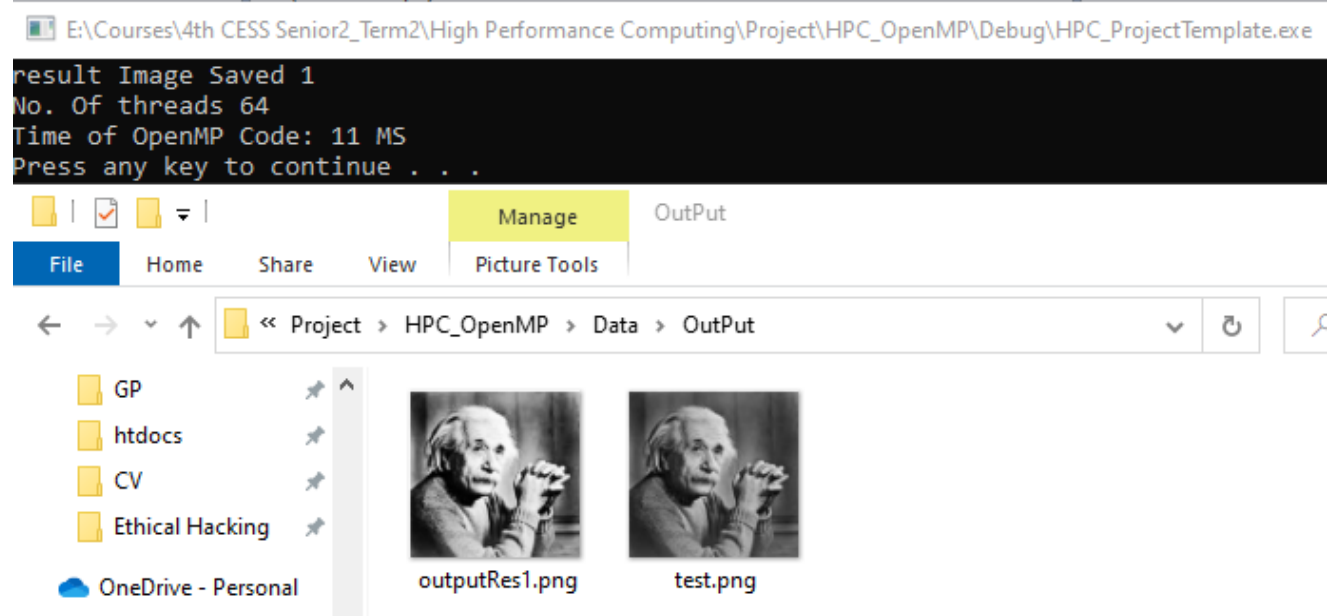 E:\Courses\4th CESS Senior2_Term2\High Performance Computing\Project\HPC_OpenMP\Debug\HPC_ProjectTemplate.exe
result Image Saved 1
No. Of threads 64
Time of OpenMP Code: 11 MS
Press any key to continue . . .
Manage OutPut
File Home Share View Picture Tools
« Project > HPC_OpenMP > Data > OutPut
GP
htdocs
CV
Ethical Hacking
OneDrive - Personal
outputRes1.png test.png